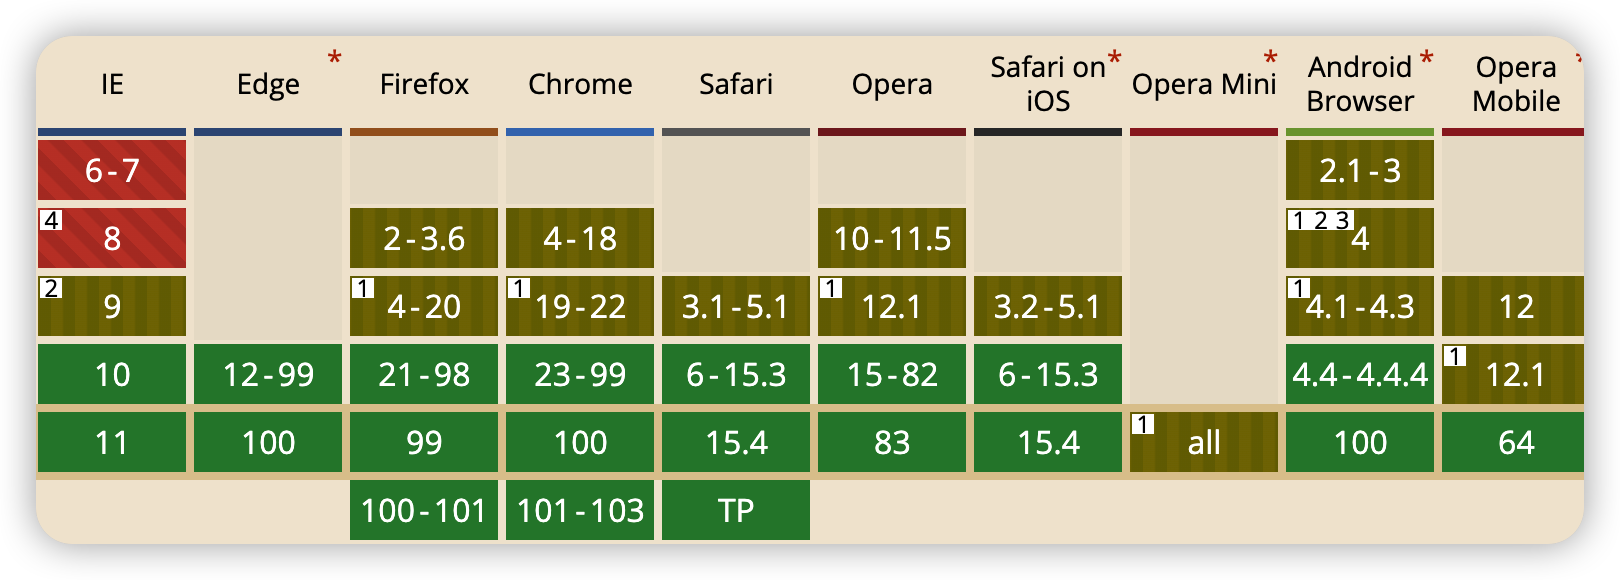 IE Edge * Firefox Chrome Safari Opera Safari on iOS * Opera Mini * Android Browser * Opera Mobile *
6-7 2.1-3
4 8 2-3.6 4-18 10-11.5 1 2 3 4
2 9 1 4-20 1 19-22 3.1-5.1 1 12.1 3.2-5.1 1 4.1-4.3 12
10 12-99 21-98 23-99 6-15.3 15-82 6-15.3 4.4-4.4.4 1 12.1
11 100 99 100 15.4 83 15.4 1 all 100 64
100-101 101-103 TP